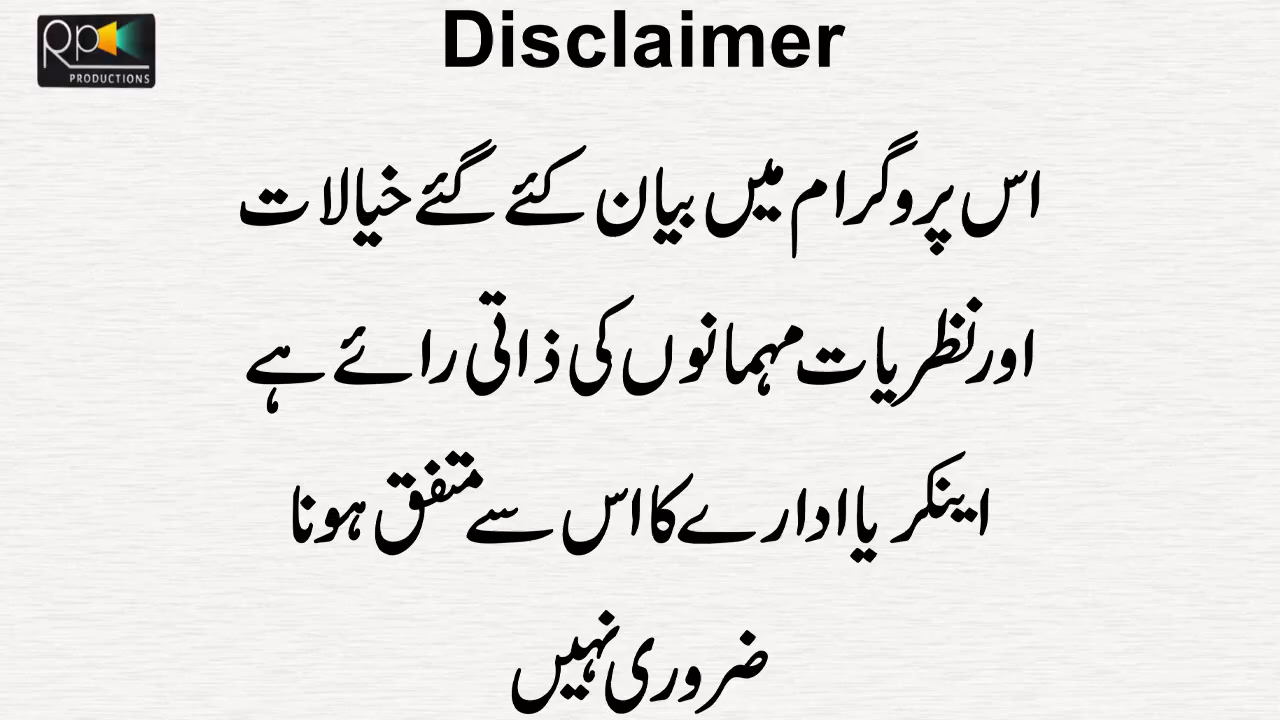 Rp
PRODUCTIONS
Disclaimer
اس پروگرام میں بیان کئے گئے خیالات
اور نظریات مہمانوں کی ذاتی رائے ہے
اینکر یا ادارے کا اس سے متفق ہونا
ضروری نہیں